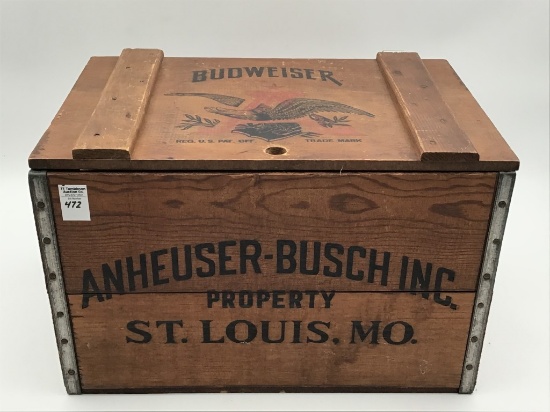 BUDWEISER
REG. U.S. PAT. OFF. TRADE MARK
472
ANHEUSER-BUSCH INC.
PROPERTY
ST. LOUIS, MO.